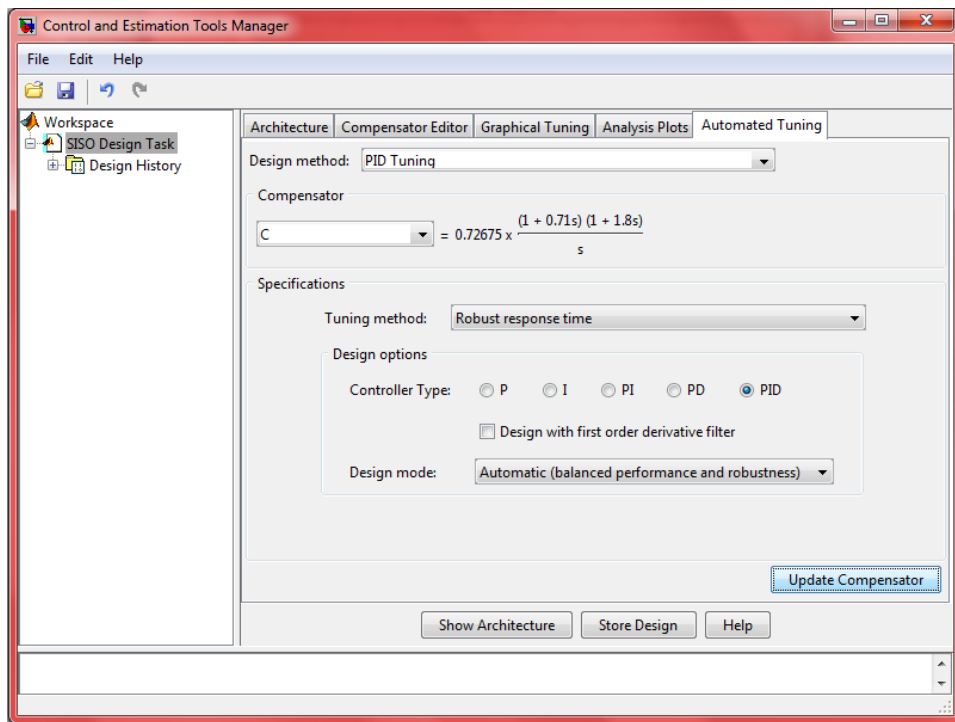 Control and Estimation Tools Manager
File Edit Help
Workspace
SISO Design Task
Design History
Architecture Compensator Editor Graphical Tuning Analysis Plots Automated Tuning
Design method: PID Tuning
Compensator
C = 0.72675 x (1 + 0.71s) (1 + 1.8s)
s
Specifications
Tuning method: Robust response time
Design options
Controller Type: P I PI PD PID
Design with first order derivative filter
Design mode: Automatic (balanced performance and robustness)
Update Compensator
Show Architecture Store Design Help